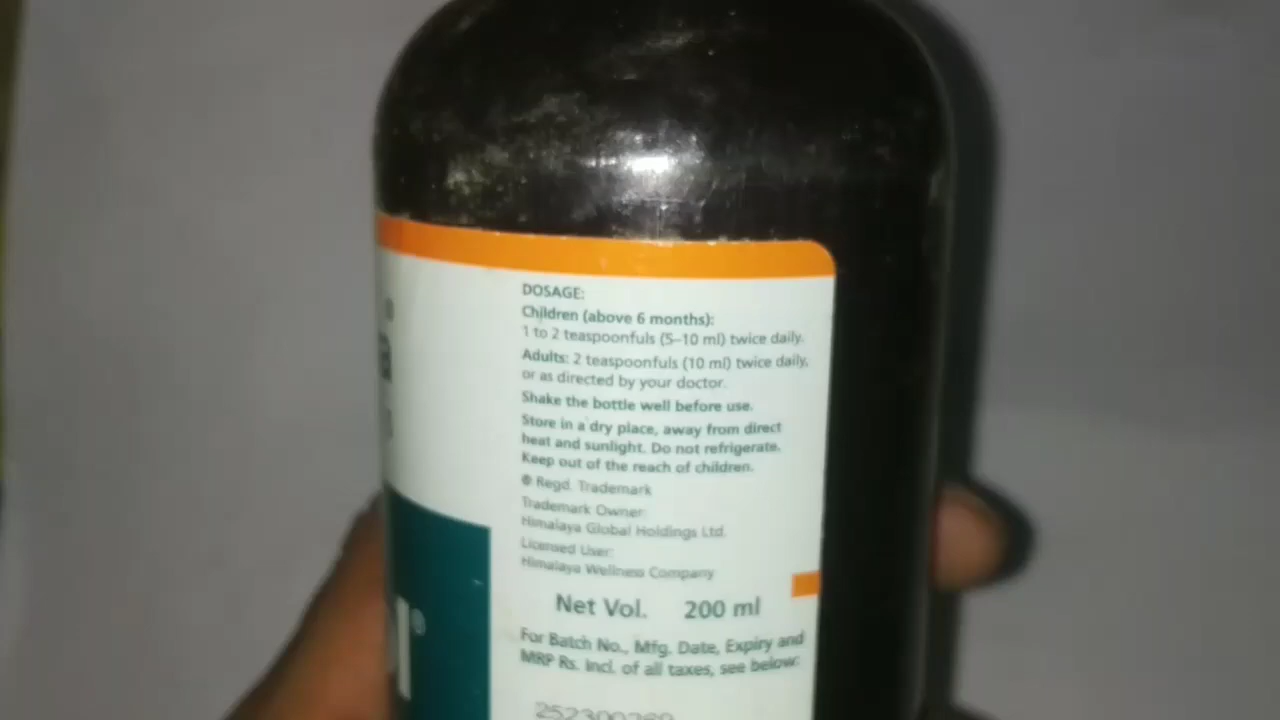 DOSAGE:
Children (above 6 months):
1 to 2 teaspoonfuls (5–10 ml) twice daily.
Adults: 2 teaspoonfuls (10 ml) twice daily,
or as directed by your doctor.
Shake the bottle well before use.
Store in a dry place, away from direct
heat and sunlight. Do not refrigerate.
Keep out of the reach of children.
® Regd. Trademark
Trademark Owner:
Himalaya Global Holdings Ltd.
Licensed User:
Himalaya Wellness Company
Net Vol. 200 ml
For Batch No., Mfg. Date, Expiry and
MRP Rs. Incl. of all taxes, see below: